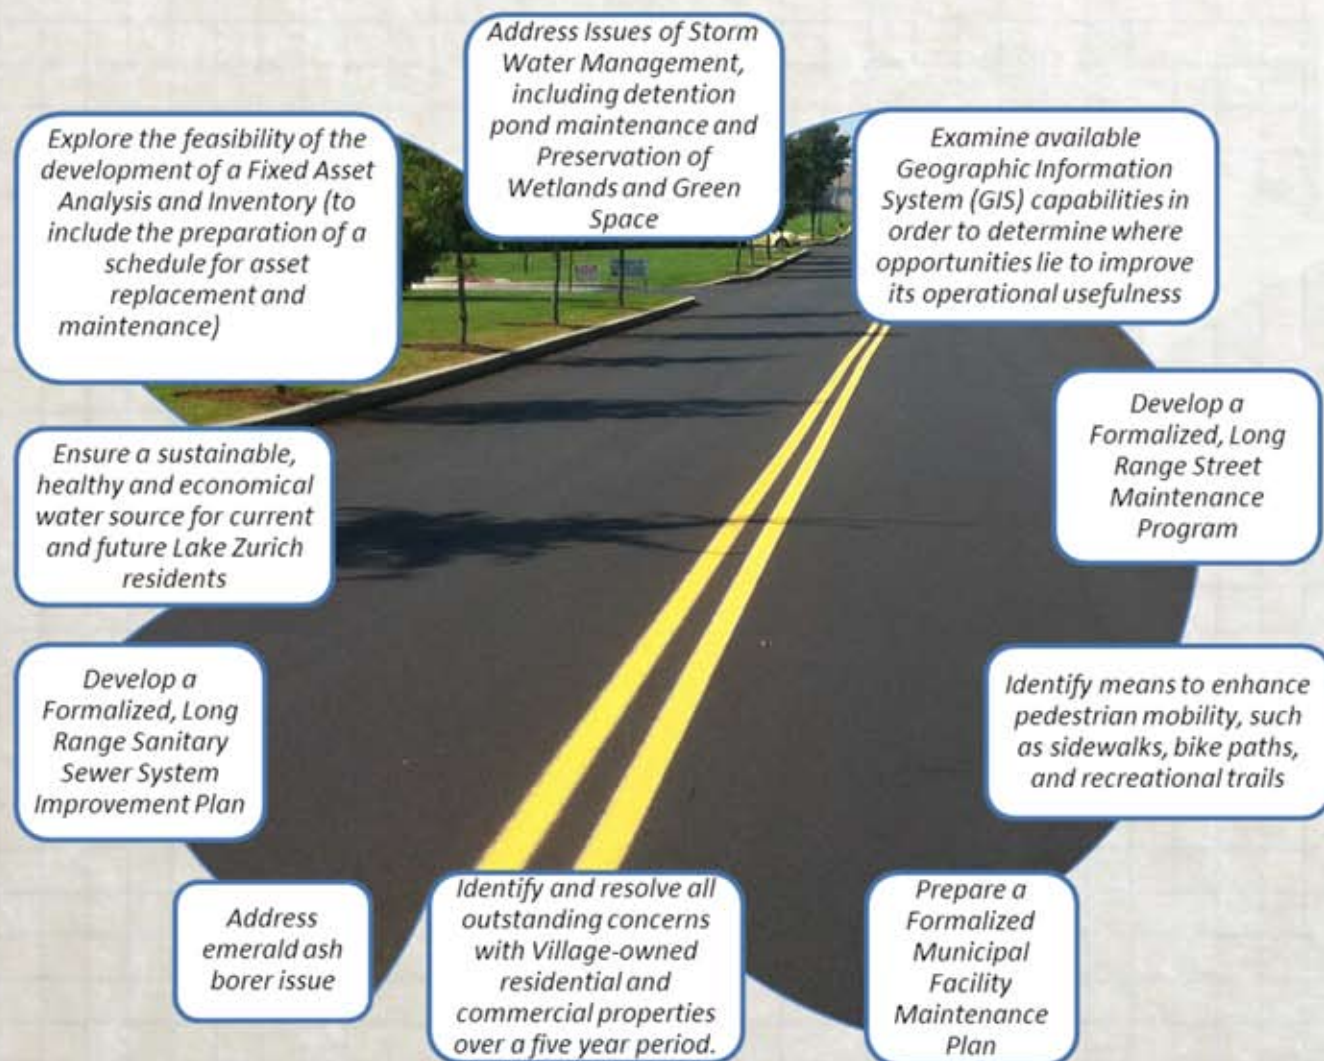 Address Issues of Storm
Water Management,
including detention
pond maintenance and
Preservation of
Wetlands and Green
Space
Explore the feasibility of the
development of a Fixed Asset
Analysis and Inventory (to
include the preparation of a
schedule for asset
replacement and
maintenance)
Examine available
Geographic Information
System (GIS) capabilities in
order to determine where
opportunities lie to improve
its operational usefulness
Ensure a sustainable,
healthy and economical
water source for current
and future Lake Zurich
residents
Develop a
Formalized, Long
Range Street
Maintenance
Program
Develop a
Formalized, Long
Range Sanitary
Sewer System
Improvement Plan
Identify means to enhance
pedestrian mobility, such
as sidewalks, bike paths,
and recreational trails
Address
emerald ash
borer issue
Identify and resolve all
outstanding concerns
with Village-owned
residential and
commercial properties
over a five year period.
Prepare a
Formalized
Municipal
Facility
Maintenance
Plan